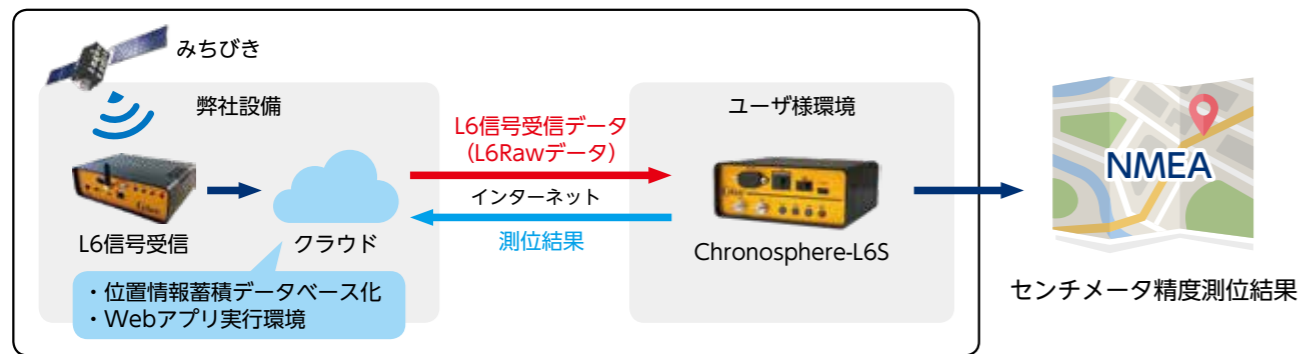 みちびき
弊社設備
L6信号受信
クラウド
・位置情報蓄積データベース化
・Webアプリ実行環境
L6信号受信データ
（L6Rawデータ）
インターネット
測位結果
ユーザ様環境
Chronosphere-L6S
NMEA
センチメータ精度測位結果